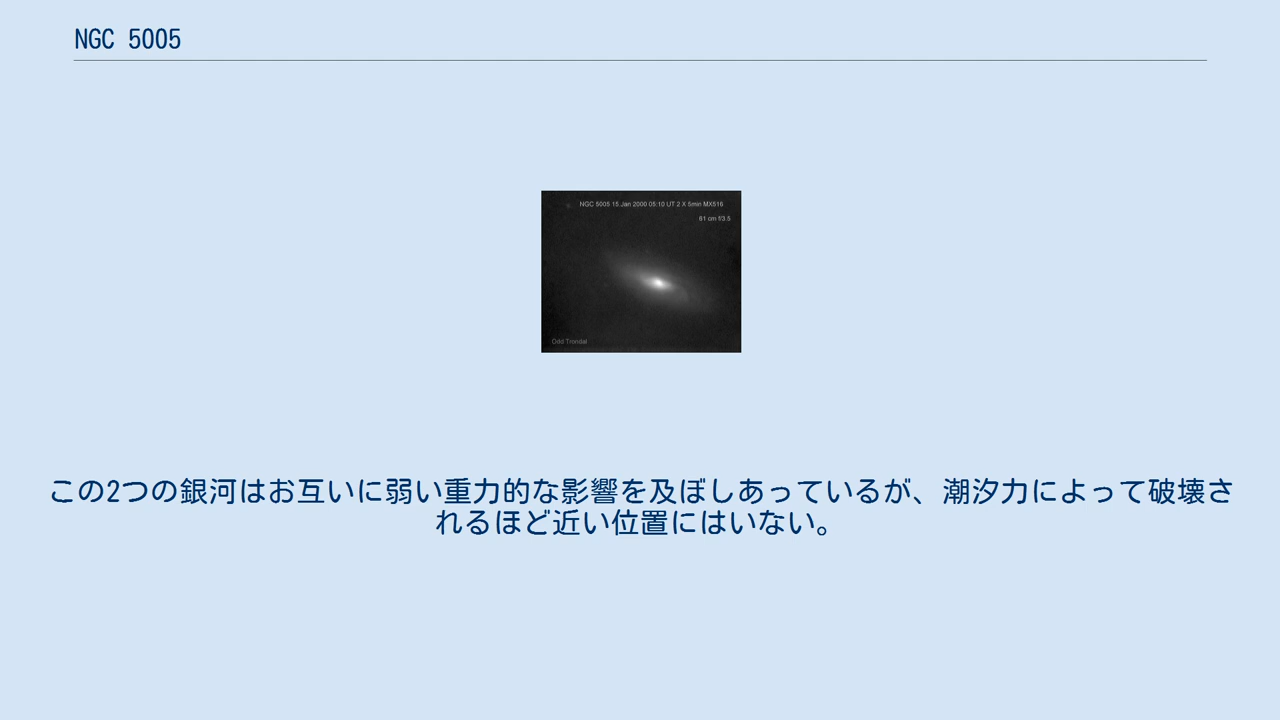 NGC 5005
NGC 5005 15.Jan 2000 05:10 UT 2 X 5min MX516
61 cm f/3.5
Odd Trondal
この2つの銀河はお互いに弱い重力的な影響を及ぼしあっているが、潮汐力によって破壊さ
れるほど近い位置にはいない。